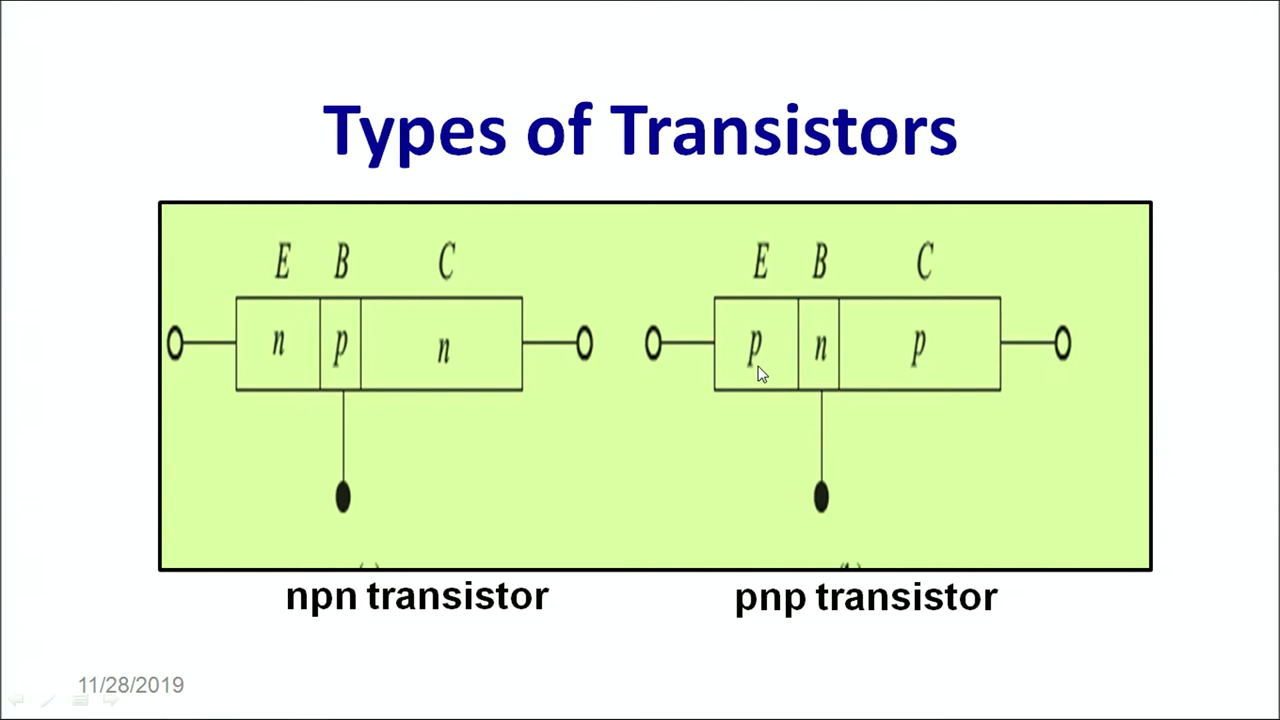 Types of Transistors
E B C E B C
n p n p n p
npn transistor pnp transistor
11/28/2019